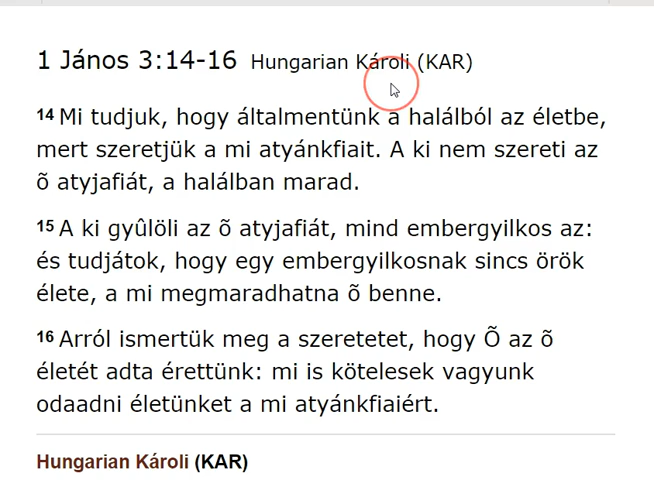 1 János 3:14-16 Hungarian Károli (KAR)
14 Mi tudjuk, hogy általmentünk a halálból az életbe,
mert szeretjük a mi atyánkfiait. A ki nem szereti az
õ atyjafiát, a halálban marad.
15 A ki gyûlöli az õ atyjafiát, mind embergyilkos az:
és tudjátok, hogy egy embergyilkosnak sincs örök
élete, a mi megmaradhatna õ benne.
16 Arról ismertük meg a szeretetet, hogy Õ az õ
életét adta érettünk: mi is kötelesek vagyunk
odaadni életünket a mi atyánkfiaiért.
Hungarian Károli (KAR)